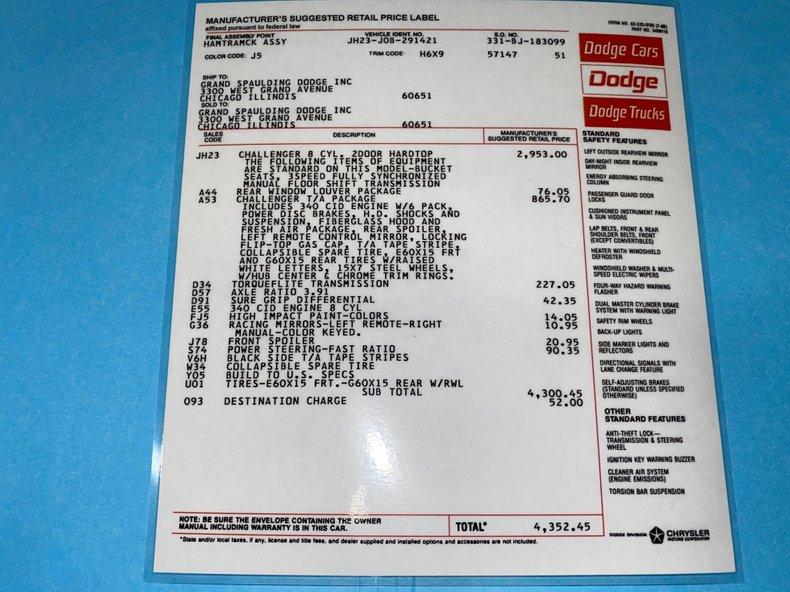 MANUFACTURER'S SUGGESTED RETAIL PRICE LABEL
affixed pursuant to federal law
FINAL ASSEMBLY POINT VEHICLE IDENT. NO. S.O. NO.
HAMTRAMCK ASSY JH23-J0B-291421 331-BJ-183099
COLOR CODE: J5 TRIM CODE: H6X9 57147 51
SHIP TO:
GRAND SPAULDING DODGE INC
3300 WEST GRAND AVENUE
CHICAGO ILLINOIS 60651
SOLD TO:
GRAND SPAULDING DODGE INC
3300 WEST GRAND AVENUE
CHICAGO ILLINOIS 60651
SALES CODE DESCRIPTION MANUFACTURER'S SUGGESTED RETAIL PRICE
JH23 CHALLENGER 8 CYL, 2DOOR HARDTOP 2,953.00
THE FOLLOWING ITEMS OF EQUIPMENT
ARE STANDARD ON THIS MODEL-BUCKET
SEATS, 3SPEED FULLY SYNCHRONIZED
MANUAL FLOOR SHIFT TRANSMISSION
A44 REAR WINDOW LOUVER PACKAGE 76.05
A53 CHALLENGER T/A PACKAGE 865.70
INCLUDES 340 CID ENGINE W/6 PACK,
POWER DISC BRAKES, H.D. SHOCKS AND
SUSPENSION, FIBERGLASS HOOD AND
FRESH AIR PACKAGE, REAR SPOILER,
LEFT REMOTE CONTROL MIRROR, LOCKING
FLIP-TOP GAS CAP, T/A TAPE STRIPE,
COLLAPSIBLE SPARE TIRE, E60X15 FRT
AND G60X15 REAR TIRES W/RAISED
WHITE LETTERS, 15X7 STEEL WHEELS,
W/HUB CENTER & CHROME TRIM RINGS.
D34 TORQUEFLITE TRANSMISSION 227.05
D57 AXLE RATIO 3.91
D91 SURE GRIP DIFFERENTIAL 42.35
E55 340 CID ENGINE 8 CYL
FJ5 HIGH IMPACT PAINT-COLORS 14.05
G36 RACING MIRRORS-LEFT REMOTE-RIGHT 10.95
MANUAL-COLOR KEYED.
J78 FRONT SPOILER 20.95
S74 POWER STEERING-FAST RATIO 90.35
V6H BLACK SIDE T/A TAPE STRIPES
W34 COLLAPSIBLE SPARE TIRE
Y05 BUILD TO U.S. SPECS
U01 TIRES-E60X15 FRT.-G60X15 REAR W/RWL
SUB TOTAL 4,300.45
093 DESTINATION CHARGE 52.00
NOTE: BE SURE THE ENVELOPE CONTAINING THE OWNER
MANUAL INCLUDING WARRANTY IS IN THIS CAR.
TOTAL* 4,352.45
*State and/or local taxes, if any, license and title fees, and dealer supplied and installed options and accessories are not included.
Dodge Cars
Dodge
Dodge Trucks
STANDARD
SAFETY FEATURES
LEFT OUTSIDE REARVIEW MIRROR
DAY-NIGHT INSIDE REARVIEW
MIRROR
ENERGY ABSORBING STEERING
COLUMN
PASSENGER GUARD DOOR
LOCKS
CUSHIONED INSTRUMENT PANEL
& SUN VISORS
LAP BELTS, FRONT & REAR
SHOULDER BELTS, FRONT
(EXCEPT CONVERTIBLES)
HEATER WITH WINDSHIELD
DEFROSTER
WINDSHIELD WASHER & MULTI-
SPEED ELECTRIC WIPERS
FOUR-WAY HAZARD WARNING
FLASHER
DUAL MASTER CYLINDER BRAKE
SYSTEM WITH WARNING LIGHT
SAFETY RIM WHEELS
BACK-UP LIGHTS
SIDE MARKER LIGHTS AND
REFLECTORS
DIRECTIONAL SIGNALS WITH
LANE CHANGE FEATURE
SELF-ADJUSTING BRAKES
(STANDARD UNLESS SPECIFIED
OTHERWISE)
OTHER
STANDARD FEATURES
ANTI-THEFT LOCK—
TRANSMISSION & STEERING
WHEEL
IGNITION KEY WARNING BUZZER
CLEANER AIR SYSTEM
(ENGINE EMISSIONS)
TORSION BAR SUSPENSION
DODGE DIVISION CHRYSLER
MOTORS CORPORATION